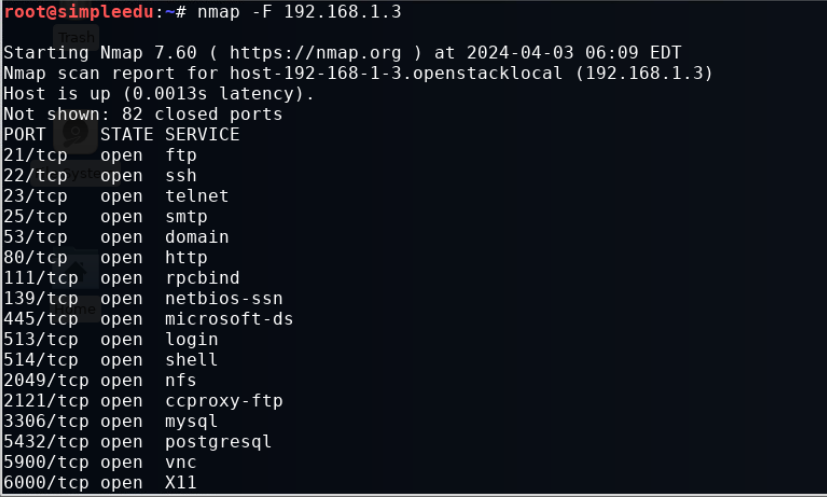 root@simpleedu:~# nmap -F 192.168.1.3
Trash
Starting Nmap 7.60 ( https://nmap.org ) at 2024-04-03 06:09 EDT
Nmap scan report for host-192-168-1-3.openstacklocal (192.168.1.3)
Host is up (0.0013s latency).
Not shown: 82 closed ports
PORT     STATE SERVICE
21/tcp   open  ftp
22/tcp   open  ssh
23/tcp   open  telnet
25/tcp   open  smtp
53/tcp   open  domain
80/tcp   open  http
111/tcp  open  rpcbind
139/tcp  open  netbios-ssn
Home
445/tcp  open  microsoft-ds
513/tcp  open  login
514/tcp  open  shell
2049/tcp open  nfs
2121/tcp open  ccproxy-ftp
3306/tcp open  mysql
5432/tcp open  postgresql
5900/tcp open  vnc
6000/tcp open  X11